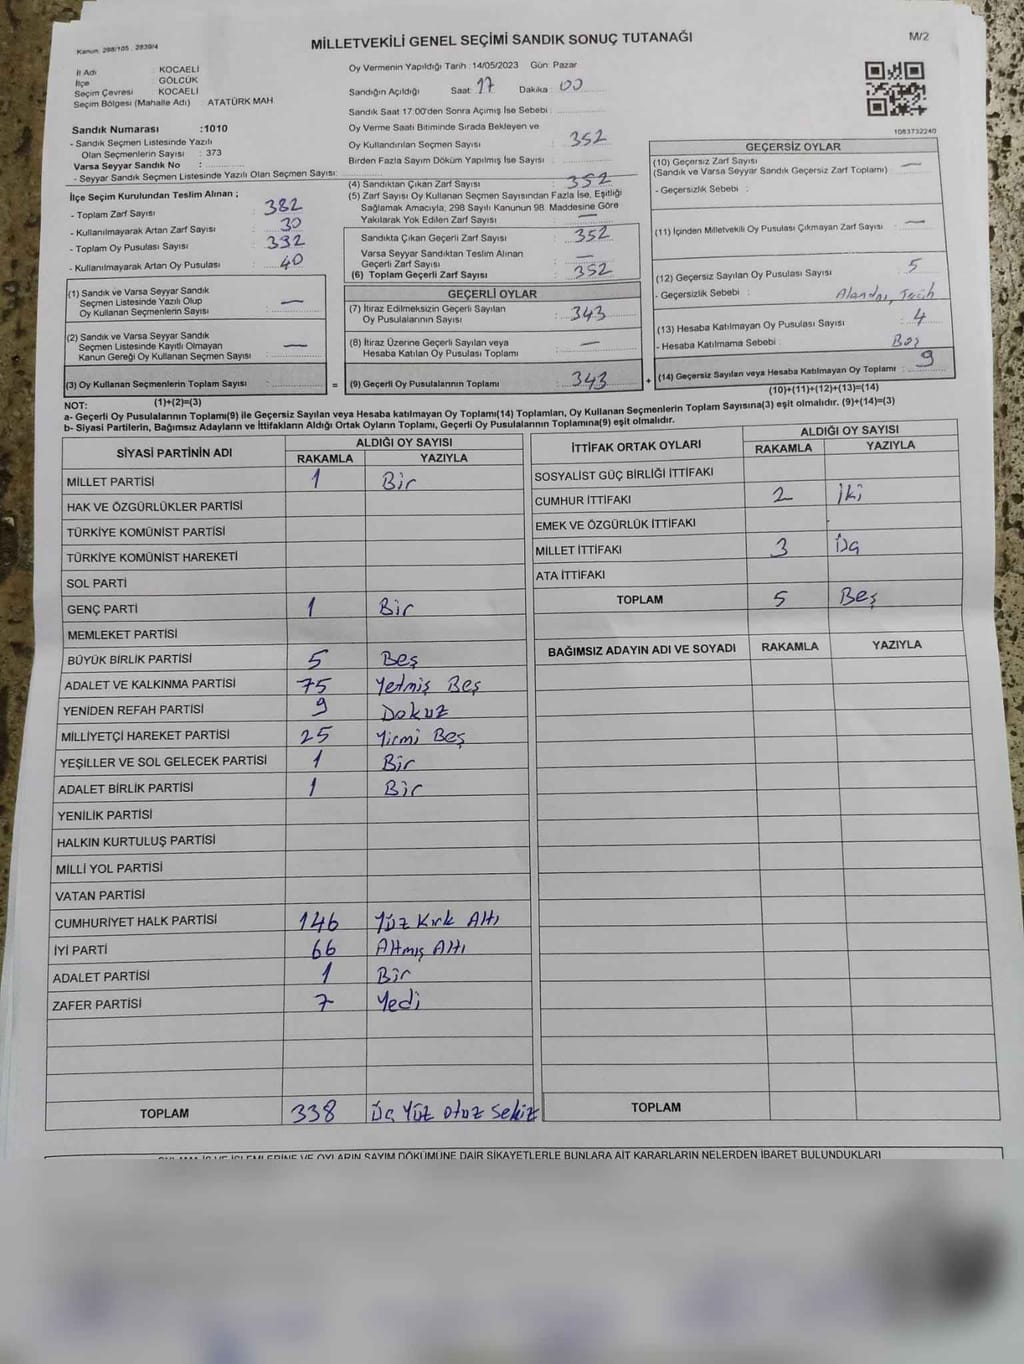 Kanun: 298/105, 2839/4
MİLLETVEKİLİ GENEL SEÇİMİ SANDIK SONUÇ TUTANAĞI
M/2
İl Adı : KOCAELİ
İlçe : GÖLCÜK
Seçim Çevresi : KOCAELİ
Seçim Bölgesi (Mahalle Adı) ATATÜRK MAH.
Sandık Numarası :1010
- Sandık Seçmen Listesinde Yazılı
Olan Seçmenlerin Sayısı : 373
Varsa Seyyar Sandık No :
- Seyyar Sandık Seçmen Listesinde Yazılı Olan Seçmen Sayısı:
İlçe Seçim Kurulundan Teslim Alınan ;
- Toplam Zarf Sayısı : 382
- Kullanılmayarak Artan Zarf Sayısı : 30
- Toplam Oy Pusulası Sayısı : 392
- Kullanılmayarak Artan Oy Pusulası : 40
(1) Sandık ve Varsa Seyyar Sandık
Seçmen Listesinde Yazılı Olup
Oy Kullanan Seçmenlerin Sayısı : —
(2) Sandık ve Varsa Seyyar Sandık
Seçmen Listesinde Kayıtlı Olmayan
Kanun Gereği Oy Kullanan Seçmen Sayısı : —
(3) Oy Kullanan Seçmenlerin Toplam Sayısı :
(1)+(2)=(3)
Oy Vermenin Yapıldığı Tarih : 14/05/2023 Gün: Pazar
Sandığın Açıldığı Saat: 17 Dakika : 00
Sandık Saat 17:00'den Sonra Açımış İse Sebebi :
Oy Verme Saati Bitiminde Sırada Bekleyen ve
Oy Kullandırılan Seçmen Sayısı : 352
Birden Fazla Sayım Döküm Yapılmış İse Sayısı :
(4) Sandıktan Çıkan Zarf Sayısı : 352
(5) Zarf Sayısı Oy Kullanan Seçmen Sayısından Fazla İse, Eşitliği
Sağlamak Amacıyla, 298 Sayılı Kanunun 98. Maddesine Göre
Yakılarak Yok Edilen Zarf Sayısı : —
Sandıkta Çıkan Geçerli Zarf Sayısı : 352
Varsa Seyyar Sandıktan Teslim Alınan
Geçerli Zarf Sayısı : —
(6) Toplam Geçerli Zarf Sayısı : 352
GEÇERLİ OYLAR
(7) İtiraz Edilmeksizin Geçerli Sayılan
Oy Pusulalarının Sayısı : 343
(8) İtiraz Üzerine Geçerli Sayılan veya
Hesaba Katılan Oy Pusulası Toplamı : —
= (9) Geçerli Oy Pusulalarının Toplamı : 343 +
1083732240
GEÇERSİZ OYLAR
(10) Geçersiz Zarf Sayısı : —
(Sandık ve Varsa Seyyar Sandık Geçersiz Zarf Toplamı)
- Geçersizlik Sebebi :
(11) İçinden Milletvekili Oy Pusulası Çıkmayan Zarf Sayısı : —
(12) Geçersiz Sayılan Oy Pusulası Sayısı : 5
- Geçersizlik Sebebi :
(13) Hesaba Katılmayan Oy Pusulası Sayısı : 4
- Hesaba Katılmama Sebebi : Boş
(14) Geçersiz Sayılan veya Hesaba Katılmayan Oy Toplamı : 9
(10)+(11)+(12)+(13)=(14)
NOT:
a- Geçerli Oy Pusulalarının Toplamı(9) ile Geçersiz Sayılan veya Hesaba katılmayan Oy Toplamı(14) Toplamları, Oy Kullanan Seçmenlerin Toplam Sayısına(3) eşit olmalıdır. (9)+(14)=(3)
b- Siyasi Partilerin, Bağımsız Adayların ve İttifakların Aldığı Ortak Oyların Toplamı, Geçerli Oy Pusulalarının Toplamına(9) eşit olmalıdır.
SİYASİ PARTİNİN ADI ALDIĞI OY SAYISI
RAKAMLA YAZIYLA
MİLLET PARTİSİ 1 Bir
HAK VE ÖZGÜRLÜKLER PARTİSİ
TÜRKİYE KOMÜNİST PARTİSİ
TÜRKİYE KOMÜNİST HAREKETİ
SOL PARTİ
GENÇ PARTİ 1 Bir
MEMLEKET PARTİSİ
BÜYÜK BİRLİK PARTİSİ 5 Beş
ADALET VE KALKINMA PARTİSİ 75 Yetmiş Beş
YENİDEN REFAH PARTİSİ 9 Dokuz
MİLLİYETÇİ HAREKET PARTİSİ 25 Yirmi Beş
YEŞİLLER VE SOL GELECEK PARTİSİ 1 Bir
ADALET BİRLİK PARTİSİ 1 Bir
YENİLİK PARTİSİ
HALKIN KURTULUŞ PARTİSİ
MİLLİ YOL PARTİSİ
VATAN PARTİSİ
CUMHURİYET HALK PARTİSİ 146 Yüz Kırk Altı
İYİ PARTİ 66 Altmış Altı
ADALET PARTİSİ 1 Bir
ZAFER PARTİSİ 7 Yedi
TOPLAM 338 Üç Yüz Otuz Sekiz
İTTİFAK ORTAK OYLARI ALDIĞI OY SAYISI
RAKAMLA YAZIYLA
SOSYALİST GÜÇ BİRLİĞİ İTTİFAKI
CUMHUR İTTİFAKI 2 İki
EMEK VE ÖZGÜRLÜK İTTİFAKI
MİLLET İTTİFAKI 3 Üç
ATA İTTİFAKI
TOPLAM 5 Beş
BAĞIMSIZ ADAYIN ADI VE SOYADI RAKAMLA YAZIYLA
TOPLAM
OYLAMA İŞ VE İŞLEMLERİNE VE OYLARIN SAYIM DÖKÜMÜNE DAİR ŞİKAYETLERLE BUNLARA AİT KARARLARIN NELERDEN İBARET BULUNDUKLARI